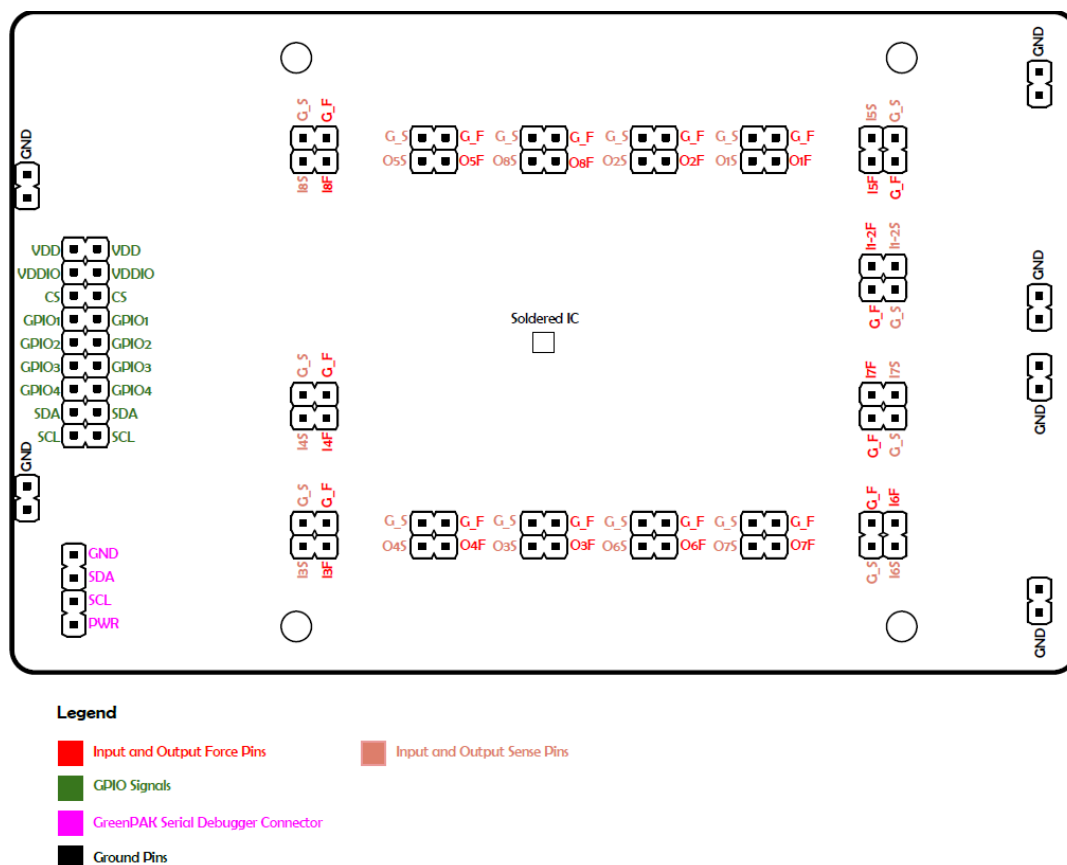 GND
G_S G_F
I5S G_S
GND
G_S G_F G_S G_F G_S G_F G_S G_F
O5S O5F O8S O8F O2S O2F O1S O1F
I8S I8F
I5F G_F
VDD VDD
VDDIO VDDIO
CS CS
GPIO1 GPIO1
GPIO2 GPIO2
GPIO3 GPIO3
GPIO4 GPIO4
SDA SDA
SCL SCL
I1-2F I1-2S
GND
G_F G_S
Soldered IC
G_S G_F
I7F I7S
GND
I4S I4F
G_F G_S
GND
G_S G_F
G_F I6F
G_S G_F G_S G_F G_S G_F G_S G_F
O4S O4F O3S O3F O6S O6F O7S O7F
I3S I3F
G_S I6S
GND
SDA
SCL
PWR
GND
Legend
Input and Output Force Pins
Input and Output Sense Pins
GPIO Signals
GreenPAK Serial Debugger Connector
Ground Pins